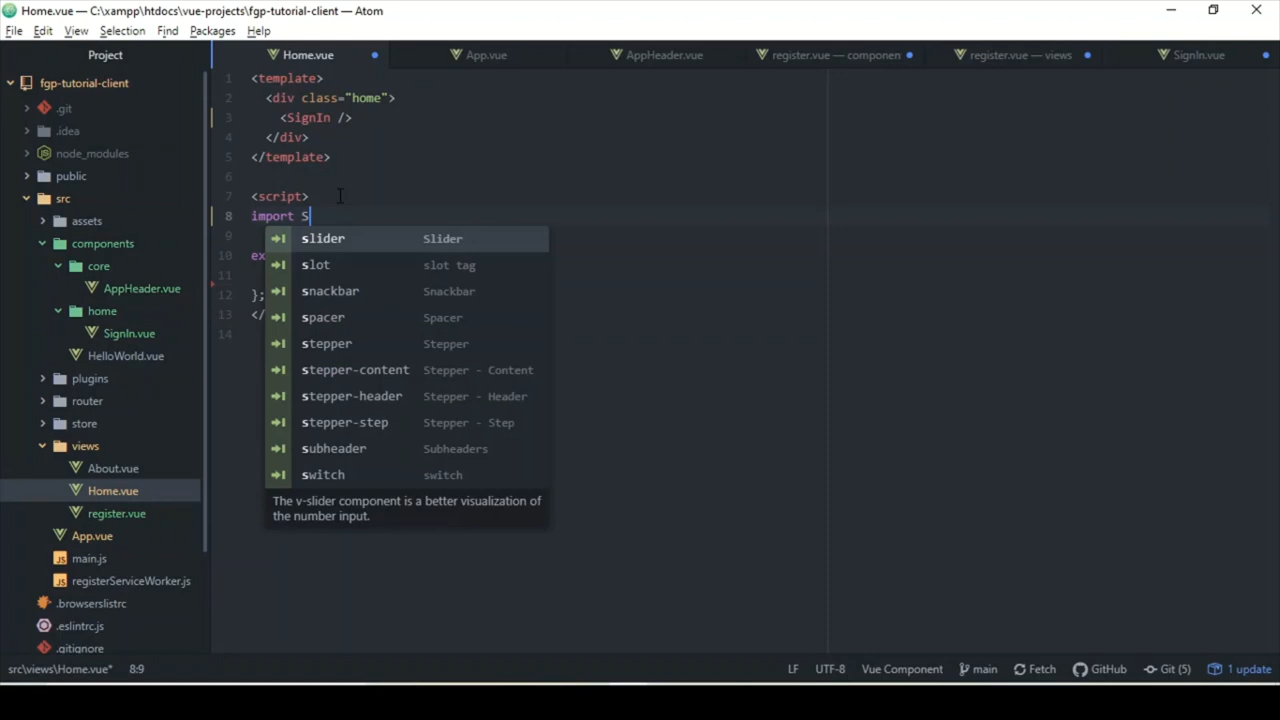 Home.vue — C:\xampp\htdocs\vue-projects\fgp-tutorial-client — Atom
File Edit View Selection Find Packages Help
Project
Home.vue App.vue AppHeader.vue register.vue — componen register.vue — views SignIn.vue
fgp-tutorial-client
.git
.idea
node_modules
public
src
assets
components
core
AppHeader.vue
home
SignIn.vue
HelloWorld.vue
plugins
router
store
views
About.vue
Home.vue
register.vue
App.vue
main.js
registerServiceWorker.js
.browserslistrc
.eslintrc.js
.gitignore
1 <template>
2 <div class="home">
3 <SignIn />
4 </div>
5 </template>
6
7 <script>
8 import S
9
10 ex
11
12 };
13 </
14
slider Slider
slot slot tag
snackbar Snackbar
spacer Spacer
stepper Stepper
stepper-content Stepper - Content
stepper-header Stepper - Header
stepper-step Stepper - Step
subheader Subheaders
switch switch
The v-slider component is a better visualization of
the number input.
src\views\Home.vue* 8:9 LF UTF-8 Vue Component main Fetch GitHub Git (5) 1 update